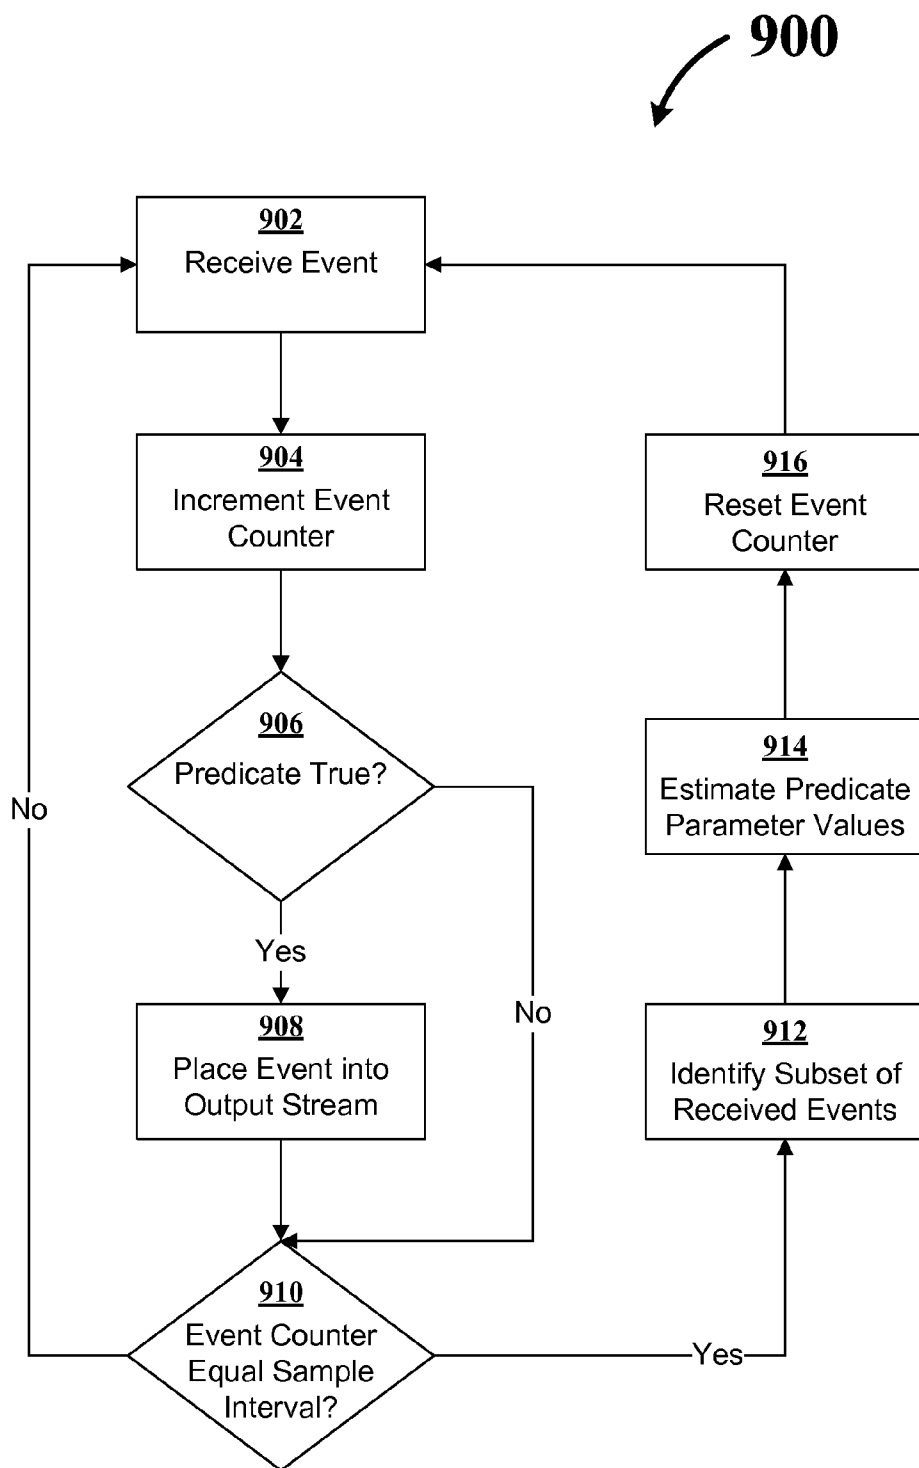 900
902
Receive Event
904
Increment Event
Counter
906
Predicate True?
Yes
No
908
Place Event into
Output Stream
910
Event Counter
Equal Sample
Interval?
No
Yes
912
Identify Subset of
Received Events
914
Estimate Predicate
Parameter Values
916
Reset Event
Counter